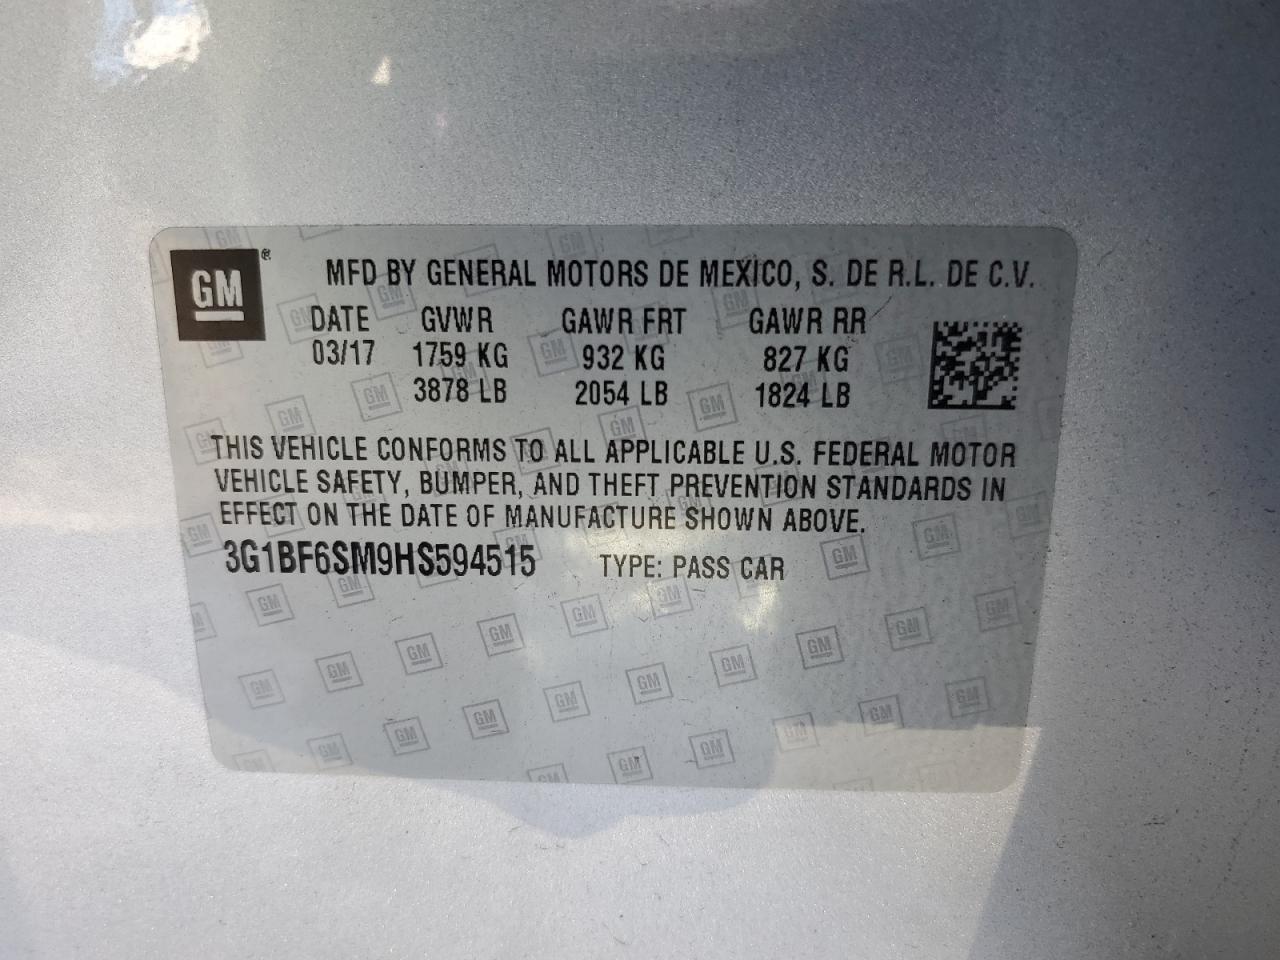 GM ® MFD BY GENERAL MOTORS DE MEXICO, S. DE R.L. DE C.V.
DATE GVWR GAWR FRT GAWR RR
03/17 1759 KG 932 KG 827 KG
3878 LB 2054 LB 1824 LB
THIS VEHICLE CONFORMS TO ALL APPLICABLE U.S. FEDERAL MOTOR
VEHICLE SAFETY, BUMPER, AND THEFT PREVENTION STANDARDS IN
EFFECT ON THE DATE OF MANUFACTURE SHOWN ABOVE.
3G1BF6SM9HS594515 TYPE: PASS CAR